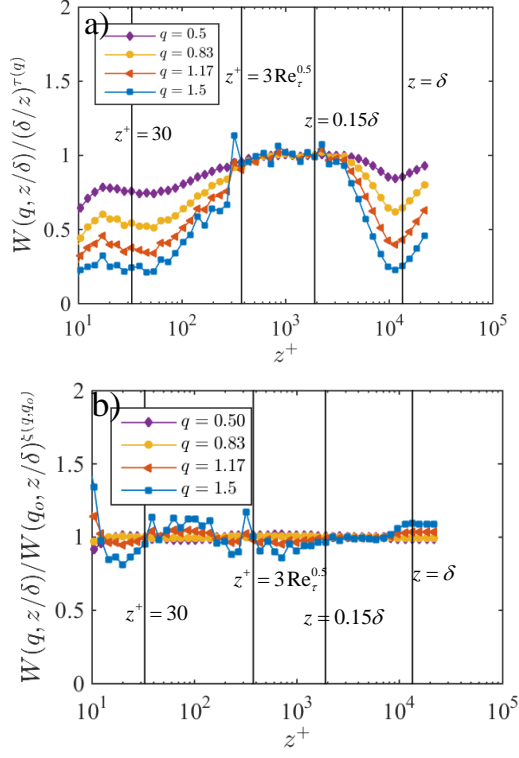 a)
q = 0.5
q = 0.83
q = 1.17
q = 1.5
z⁺ = 30
z⁺ = 3Re_τ^0.5
z = 0.15δ
z = δ
W(q, z/δ)/(δ/z)^τ(q)
2
1.5
1
0.5
0
10¹ 10² 10³ 10⁴ 10⁵
z⁺
b)
q = 0.50
q = 0.83
q = 1.17
q = 1.5
z⁺ = 30
z⁺ = 3Re_τ^0.5
z = 0.15δ
z = δ
W(q, z/δ)/W(q_o, z/δ)^ξ(q,q_o)
2
1.5
1
0.5
0
10¹ 10² 10³ 10⁴ 10⁵
z⁺